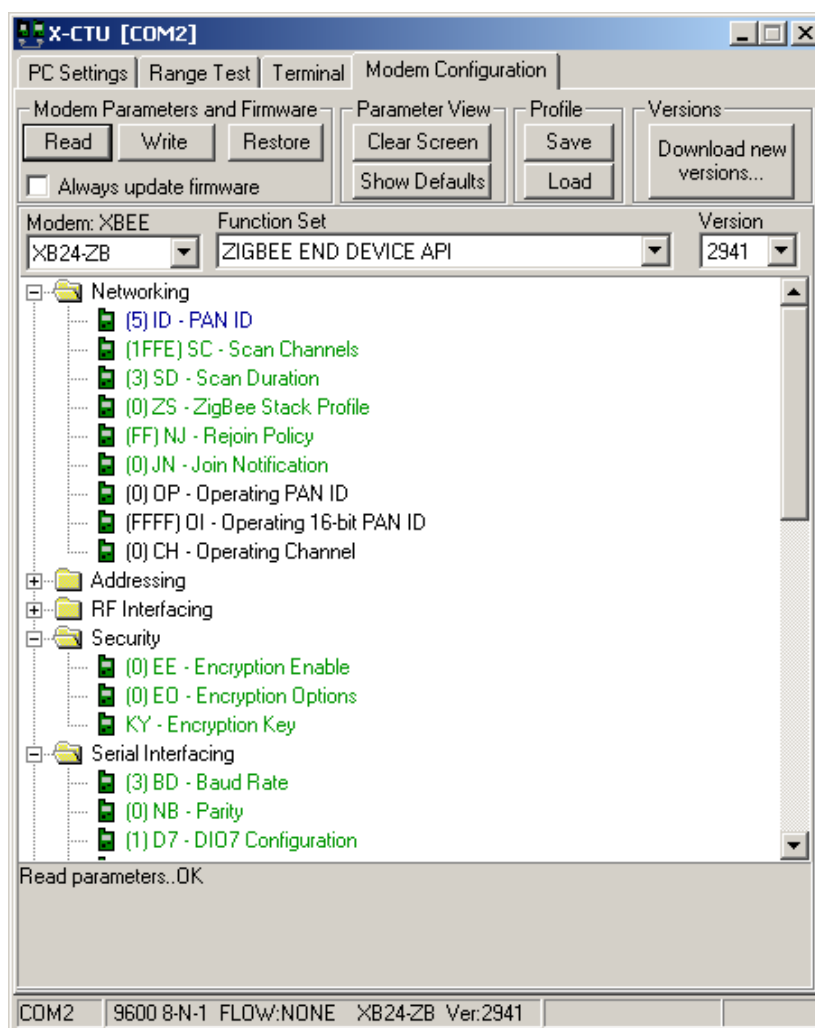 X-CTU [COM2]
PC Settings Range Test Terminal Modem Configuration
Modem Parameters and Firmware Parameter View Profile Versions
Read Write Restore Clear Screen Save Download new versions...
Always update firmware Show Defaults Load
Modem: XBEE Function Set Version
XB24-ZB ZIGBEE END DEVICE API 2941
Networking
(5) ID - PAN ID
(1FFE) SC - Scan Channels
(3) SD - Scan Duration
(0) ZS - ZigBee Stack Profile
(FF) NJ - Rejoin Policy
(0) JN - Join Notification
(0) OP - Operating PAN ID
(FFFF) OI - Operating 16-bit PAN ID
(0) CH - Operating Channel
Addressing
RF Interfacing
Security
(0) EE - Encryption Enable
(0) EO - Encryption Options
KY - Encryption Key
Serial Interfacing
(3) BD - Baud Rate
(0) NB - Parity
(1) D7 - DIO7 Configuration
Read parameters..OK
COM2 9600 8-N-1 FLOW:NONE XB24-ZB Ver:2941